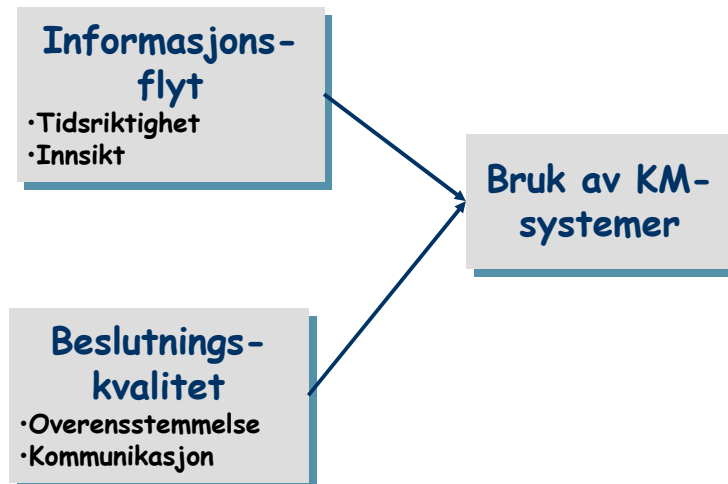 Informasjons-
flyt
•Tidsriktighet
•Innsikt
Bruk av KM-
systemer
Beslutnings-
kvalitet
•Overensstemmelse
•Kommunikasjon